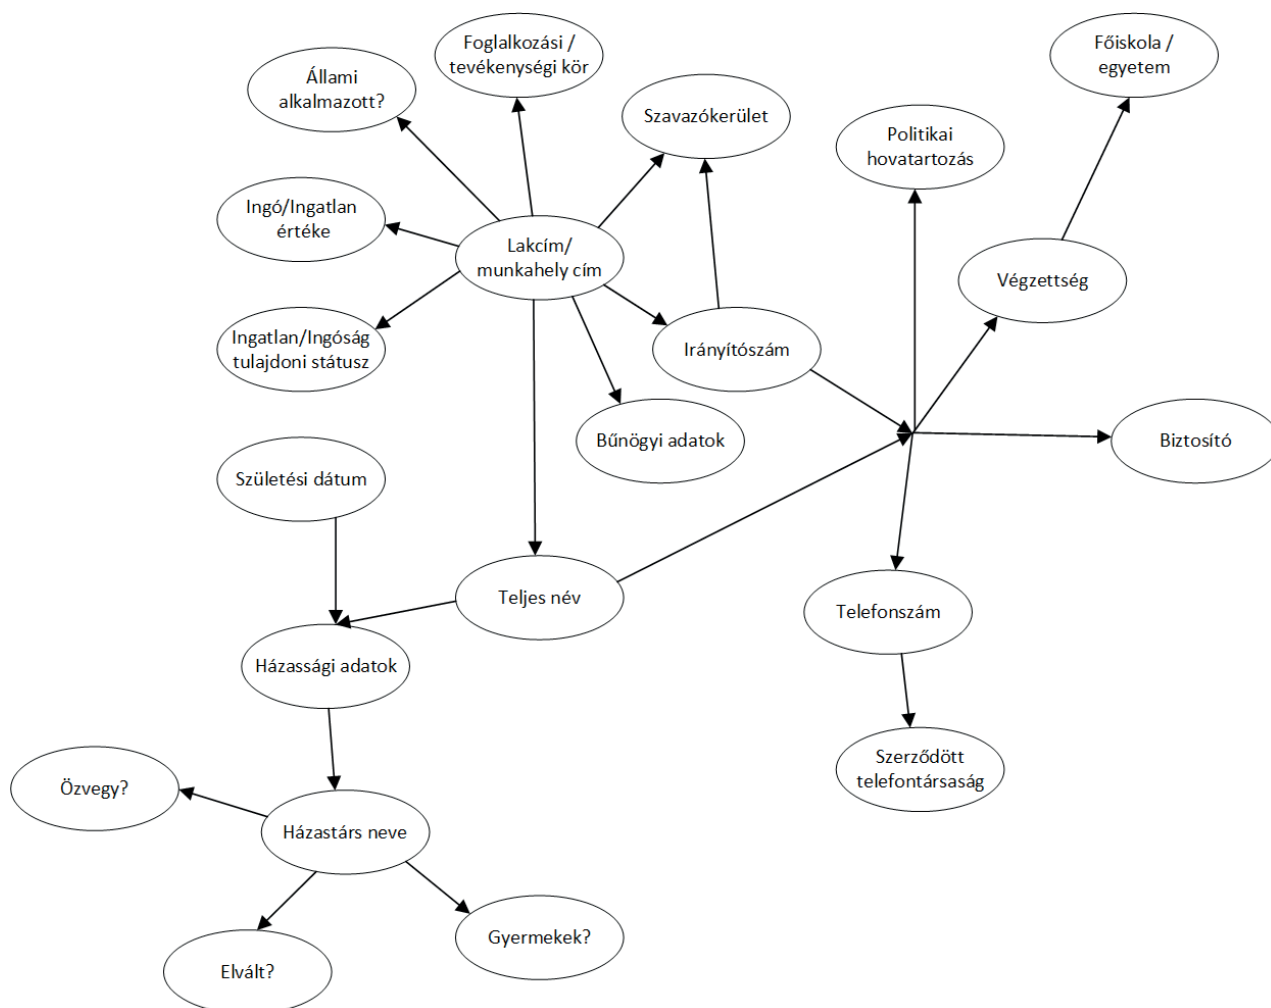 Foglalkozási /
tevékenységi kör
Főiskola /
egyetem
Állami
alkalmazott?
Szavazókerület
Politikai
hovatartozás
Ingó/Ingatlan
értéke
Lakcím/
munkahely cím
Végzettség
Ingatlan/Ingóság
tulajdoni státusz
Irányítószám
Bűnögyi adatok
Biztosító
Születési dátum
Teljes név
Telefonszám
Házassági adatok
Szerződött
telefontársaság
Özvegy?
Házastárs neve
Gyermekek?
Elvált?